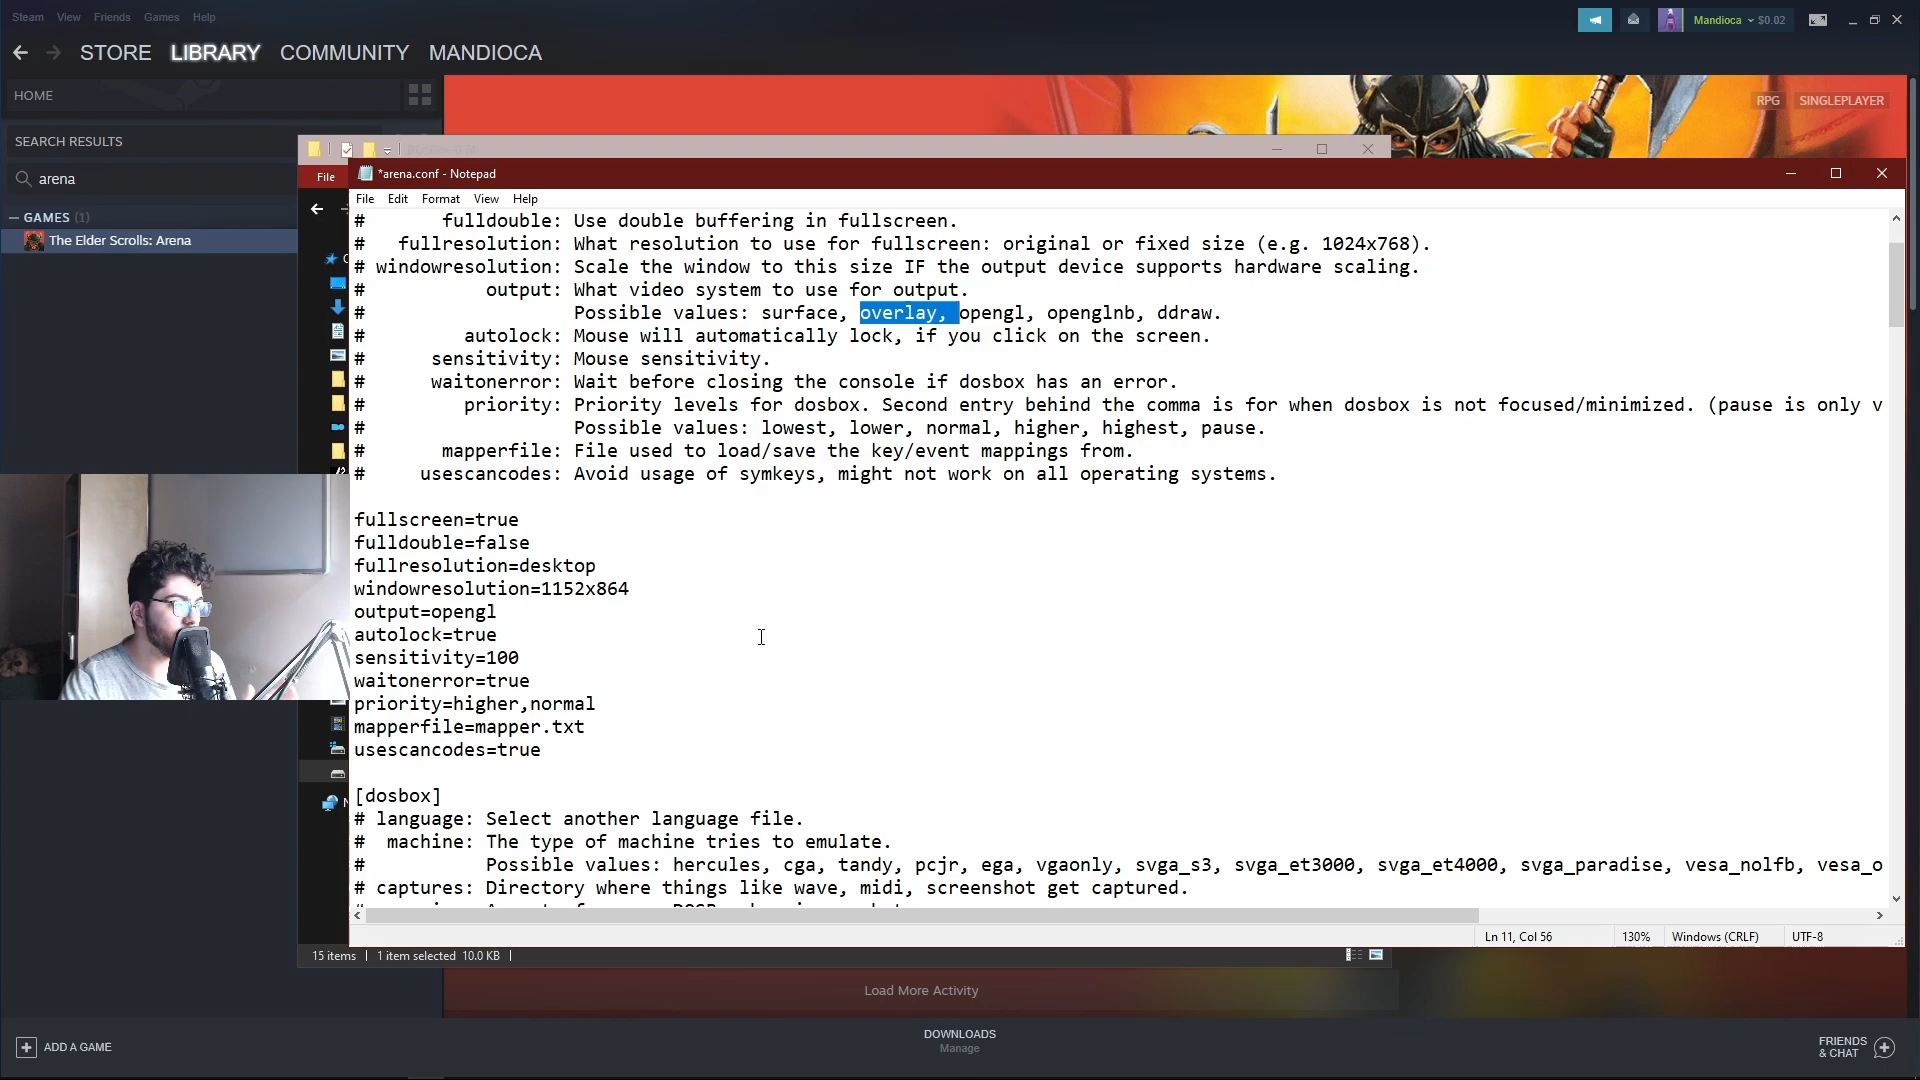 Steam View Friends Games Help
Mandioca $0.02
STORE LIBRARY COMMUNITY MANDIOCA
HOME
RPG SINGLEPLAYER
SEARCH RESULTS
arena
GAMES (1)
The Elder Scrolls: Arena
File
*arena.conf - Notepad
File Edit Format View Help
# fulldouble: Use double buffering in fullscreen.
# fullresolution: What resolution to use for fullscreen: original or fixed size (e.g. 1024x768).
# windowresolution: Scale the window to this size IF the output device supports hardware scaling.
# output: What video system to use for output.
# Possible values: surface, overlay, opengl, openglnb, ddraw.
# autolock: Mouse will automatically lock, if you click on the screen.
# sensitivity: Mouse sensitivity.
# waitonerror: Wait before closing the console if dosbox has an error.
# priority: Priority levels for dosbox. Second entry behind the comma is for when dosbox is not focused/minimized. (pause is only v
# Possible values: lowest, lower, normal, higher, highest, pause.
# mapperfile: File used to load/save the key/event mappings from.
# usescancodes: Avoid usage of symkeys, might not work on all operating systems.
fullscreen=true
fulldouble=false
fullresolution=desktop
windowresolution=1152x864
output=opengl
autolock=true
sensitivity=100
waitonerror=true
priority=higher,normal
mapperfile=mapper.txt
usescancodes=true
[dosbox]
# language: Select another language file.
# machine: The type of machine tries to emulate.
# Possible values: hercules, cga, tandy, pcjr, ega, vgaonly, svga_s3, svga_et3000, svga_et4000, svga_paradise, vesa_nolfb, vesa_o
# captures: Directory where things like wave, midi, screenshot get captured.
Ln 11, Col 56 130% Windows (CRLF) UTF-8
15 items 1 item selected 10.0 KB
Load More Activity
ADD A GAME
DOWNLOADS
Manage
FRIENDS
& CHAT